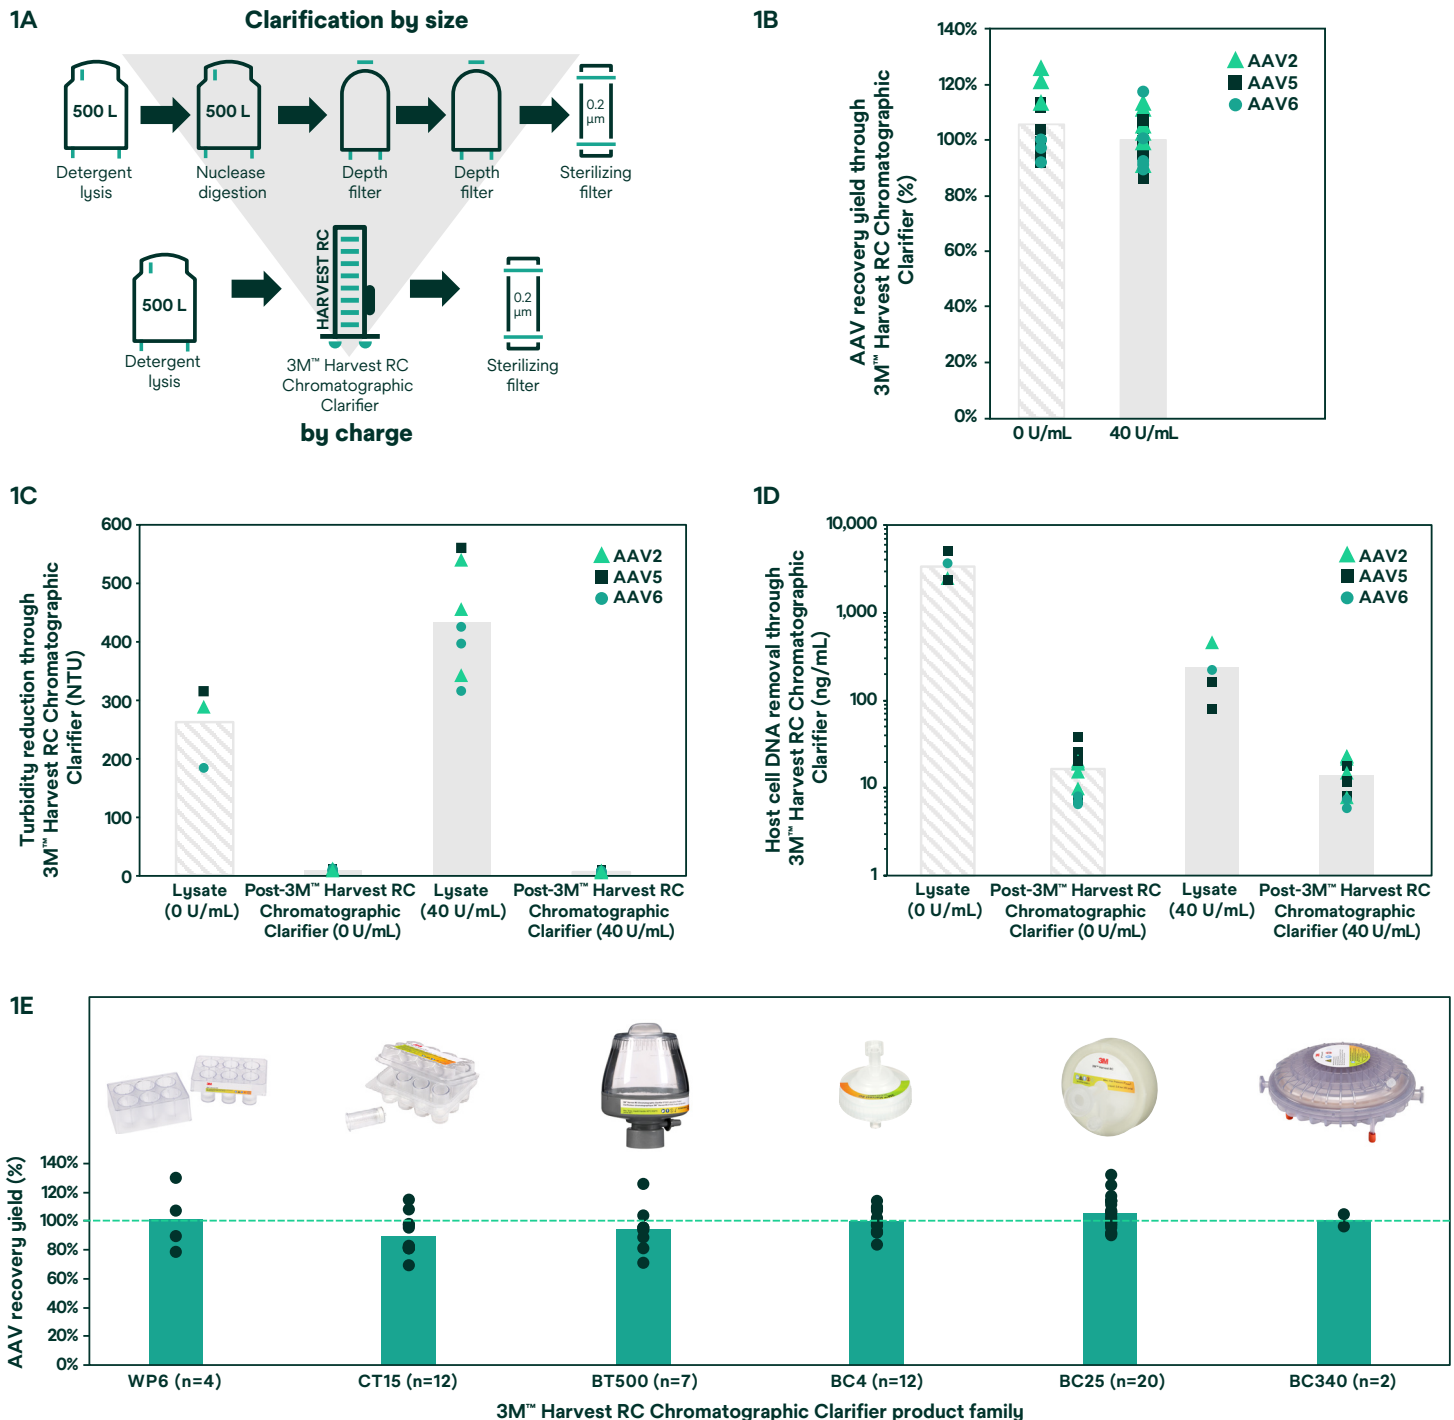 1A
Clarification by size
500 L
500 L
0.2
µm
Detergent
lysis
Nuclease
digestion
Depth
filter
Depth
filter
Sterilizing
filter
500 L
HARVEST RC
0.2
µm
Detergent
lysis
3M™ Harvest RC
Chromatographic
Clarifier
Sterilizing
filter
by charge
1B
AAV recovery yield through
3M™ Harvest RC Chromatographic
Clarifier (%)
140%
120%
100%
80%
60%
40%
20%
0%
AAV2
AAV5
AAV6
0 U/mL
40 U/mL
1C
Turbidity reduction through
3M™ Harvest RC Chromatographic
Clarifier (NTU)
600
500
400
300
200
100
0
AAV2
AAV5
AAV6
Lysate
(0 U/mL)
Post-3M™ Harvest RC
Chromatographic
Clarifier (0 U/mL)
Lysate
(40 U/mL)
Post-3M™ Harvest RC
Chromatographic
Clarifier (40 U/mL)
1D
Host cell DNA removal through
3M™ Harvest RC Chromatographic
Clarifier (ng/mL)
10,000
1,000
100
10
1
AAV2
AAV5
AAV6
Lysate
(0 U/mL)
Post-3M™ Harvest RC
Chromatographic
Clarifier (0 U/mL)
Lysate
(40 U/mL)
Post-3M™ Harvest RC
Chromatographic
Clarifier (40 U/mL)
1E
3M
AAV recovery yield (%)
140%
120%
100%
80%
60%
40%
20%
0%
WP6 (n=4)
CT15 (n=12)
BT500 (n=7)
BC4 (n=12)
BC25 (n=20)
BC340 (n=2)
3M™ Harvest RC Chromatographic Clarifier product family